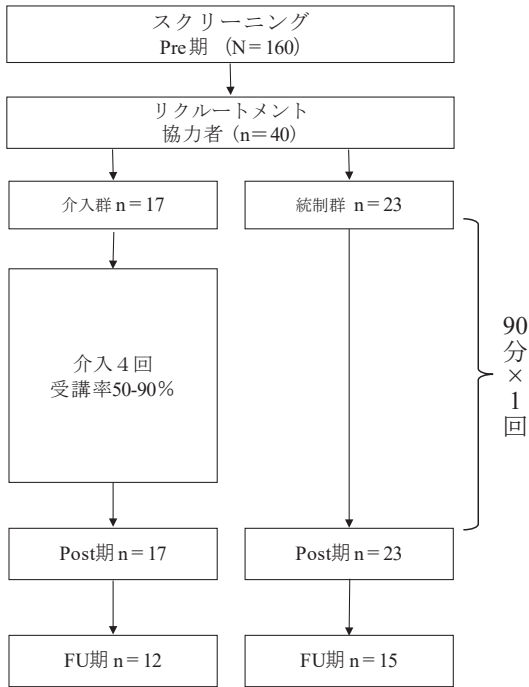 スクリーニング
Pre期 (N=160)
リクルートメント
協力者 (n=40)
介入群 n=17
統制群 n=23
介入４回
受講率50-90%
90分×1回
Post期 n=17
Post期 n=23
FU期 n=12
FU期 n=15